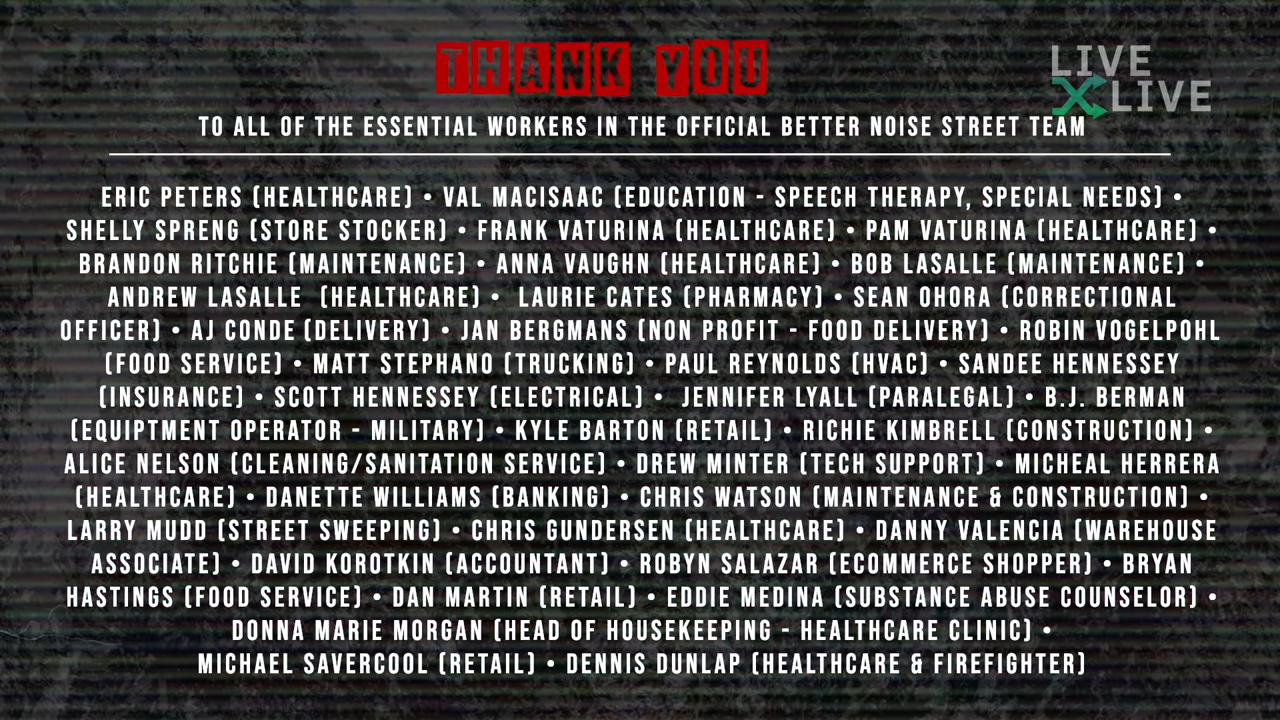 THANK YOU
LIVE
XLIVE
TO ALL OF THE ESSENTIAL WORKERS IN THE OFFICIAL BETTER NOISE STREET TEAM
ERIC PETERS (HEALTHCARE) • VAL MACISAAC (EDUCATION - SPEECH THERAPY, SPECIAL NEEDS) •
SHELLY SPRENG (STORE STOCKER) • FRANK VATURINA (HEALTHCARE) • PAM VATURINA (HEALTHCARE) •
BRANDON RITCHIE (MAINTENANCE) • ANNA VAUGHN (HEALTHCARE) • BOB LASALLE (MAINTENANCE) •
ANDREW LASALLE (HEALTHCARE) • LAURIE CATES (PHARMACY) • SEAN OHORA (CORRECTIONAL
OFFICER) • AJ CONDE (DELIVERY) • JAN BERGMANS (NON PROFIT - FOOD DELIVERY) • ROBIN VOGELPOHL
(FOOD SERVICE) • MATT STEPHANO (TRUCKING) • PAUL REYNOLDS (HVAC) • SANDEE HENNESSEY
(INSURANCE) • SCOTT HENNESSEY (ELECTRICAL) • JENNIFER LYALL (PARALEGAL) • B.J. BERMAN
(EQUIPTMENT OPERATOR - MILITARY) • KYLE BARTON (RETAIL) • RICHIE KIMBRELL (CONSTRUCTION) •
ALICE NELSON (CLEANING/SANITATION SERVICE) • DREW MINTER (TECH SUPPORT) • MICHEAL HERRERA
(HEALTHCARE) • DANETTE WILLIAMS (BANKING) • CHRIS WATSON (MAINTENANCE & CONSTRUCTION) •
LARRY MUDD (STREET SWEEPING) • CHRIS GUNDERSEN (HEALTHCARE) • DANNY VALENCIA (WAREHOUSE
ASSOCIATE) • DAVID KOROTKIN (ACCOUNTANT) • ROBYN SALAZAR (ECOMMERCE SHOPPER) • BRYAN
HASTINGS (FOOD SERVICE) • DAN MARTIN (RETAIL) • EDDIE MEDINA (SUBSTANCE ABUSE COUNSELOR) •
DONNA MARIE MORGAN (HEAD OF HOUSEKEEPING - HEALTHCARE CLINIC) •
MICHAEL SAVERCOOL (RETAIL) • DENNIS DUNLAP (HEALTHCARE & FIREFIGHTER)